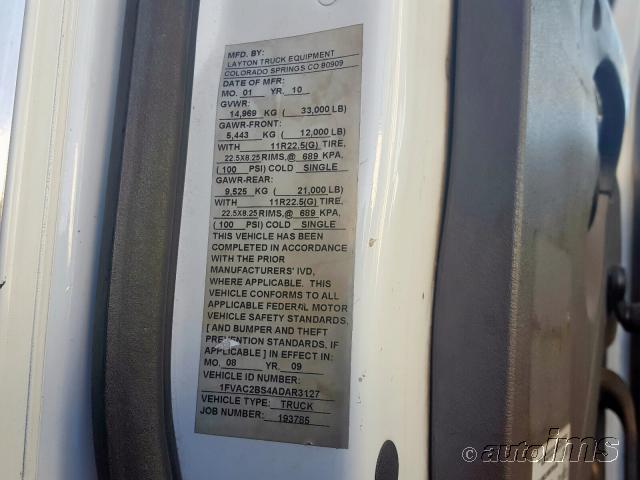 MFD. BY:
LAYTON TRUCK EQUIPMENT
COLORADO SPRINGS CO 80909
DATE OF MFR:
MO. 01 YR. 10
GVWR:
14,969 KG ( 33,000 LB)
GAWR-FRONT:
5,443 KG ( 12,000 LB)
WITH 11R22.5(G) TIRE,
22.5X8.25 RIMS,@ 689 KPA,
( 100 PSI) COLD SINGLE
GAWR-REAR:
9,525 KG ( 21,000 LB)
WITH 11R22.5(G) TIRE,
22.5X8.25 RIMS,@ 689 KPA,
( 100 PSI) COLD SINGLE
THIS VEHICLE HAS BEEN
COMPLETED IN ACCORDANCE
WITH THE PRIOR
MANUFACTURERS' IVD,
WHERE APPLICABLE. THIS
VEHICLE CONFORMS TO ALL
APPLICABLE FEDERAL MOTOR
VEHICLE SAFETY STANDARDS,
[ AND BUMPER AND THEFT
PREVENTION STANDARDS, IF
APPLICABLE ] IN EFFECT IN:
MO. 08 YR. 09
VEHICLE ID NUMBER:
1FVAC2BS4ADAR3127
VEHICLE TYPE: TRUCK
JOB NUMBER: 193785
© autoims